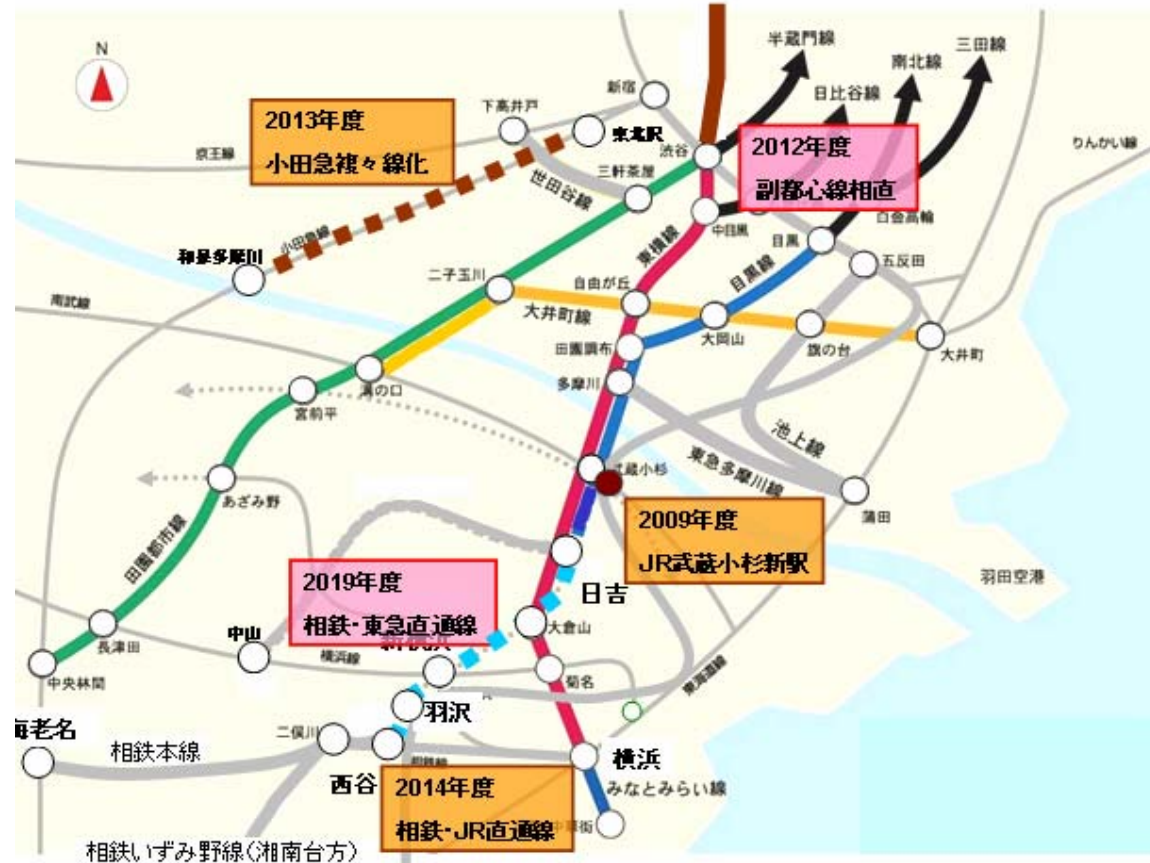 N
半蔵門線
三田線
南北線
日比谷線
新宿
下高井戸
東北沢
京王線
渋谷
りんかい線
2013年度
小田急複々線化
2012年度
副都心線相直
三軒茶屋
世田谷線
小田急線
和泉多摩川
中目黒
白金高輪
目黒
五反田
東横線
目黒線
二子玉川
自由が丘
南武線
大井町線
大岡山
旗の台
大井町
田園調布
多摩川
溝の口
宮前平
池上線
東急多摩川線
武蔵小杉
あざみ野
蒲田
田園都市線
2009年度
JR武蔵小杉新駅
羽田空港
2019年度
相鉄・東急直通線
日吉
大倉山
長津田
中山
新横浜
横浜線
菊名
東海道線
中央林間
羽沢
海老名
二俣川
相鉄本線
西谷
横浜
みなとみらい線
2014年度
相鉄・JR直通線
相鉄いずみ野線(湘南台方)